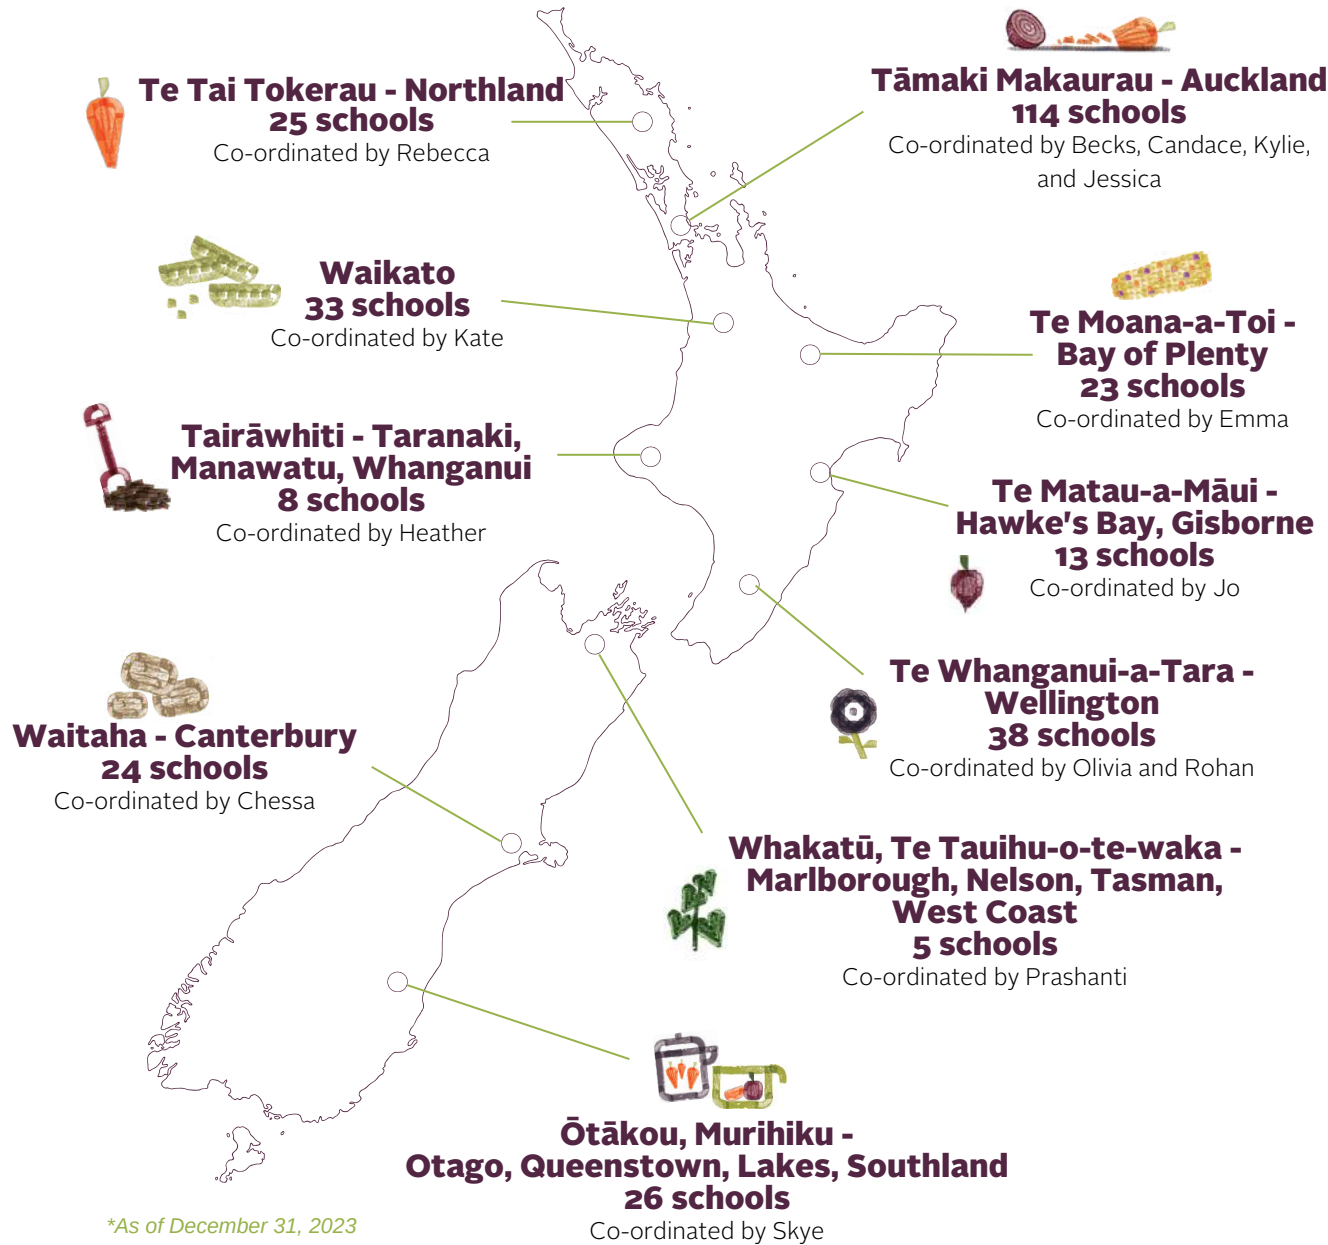 Te Tai Tokerau - Northland
25 schools
Co-ordinated by Rebecca
Tāmaki Makaurau - Auckland
114 schools
Co-ordinated by Becks, Candace, Kylie,
and Jessica
Waikato
33 schools
Co-ordinated by Kate
Te Moana-a-Toi -
Bay of Plenty
23 schools
Co-ordinated by Emma
Tairāwhiti - Taranaki,
Manawatu, Whanganui
8 schools
Co-ordinated by Heather
Te Matau-a-Māui -
Hawke's Bay, Gisborne
13 schools
Co-ordinated by Jo
Te Whanganui-a-Tara -
Wellington
38 schools
Co-ordinated by Olivia and Rohan
Waitaha - Canterbury
24 schools
Co-ordinated by Chessa
Whakatū, Te Tauihu-o-te-waka -
Marlborough, Nelson, Tasman,
West Coast
5 schools
Co-ordinated by Prashanti
Ōtākou, Murihiku -
Otago, Queenstown, Lakes, Southland
26 schools
Co-ordinated by Skye
*As of December 31, 2023